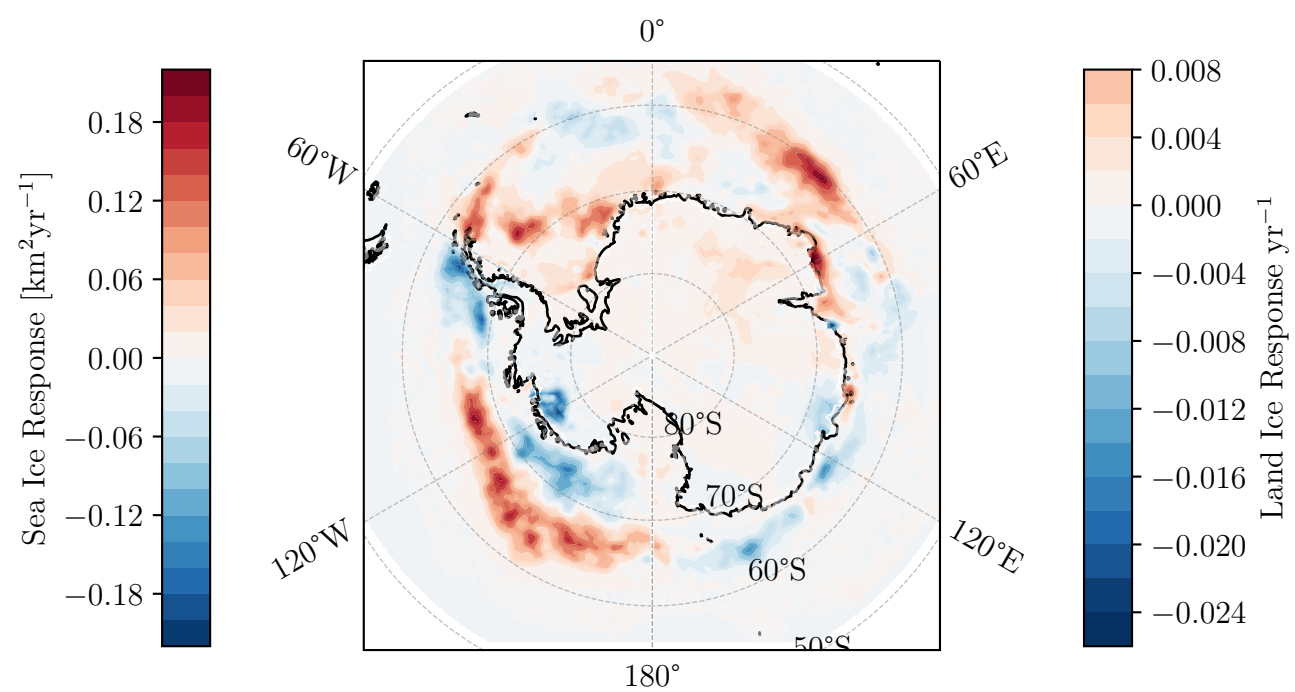 0°
60°W
60°E
120°W
120°E
180°
80°S
70°S
60°S
50°S
Sea Ice Response [km²yr⁻¹]
0.18
0.12
0.06
0.00
−0.06
−0.12
−0.18
Land Ice Response yr⁻¹
0.008
0.004
0.000
−0.004
−0.008
−0.012
−0.016
−0.020
−0.024